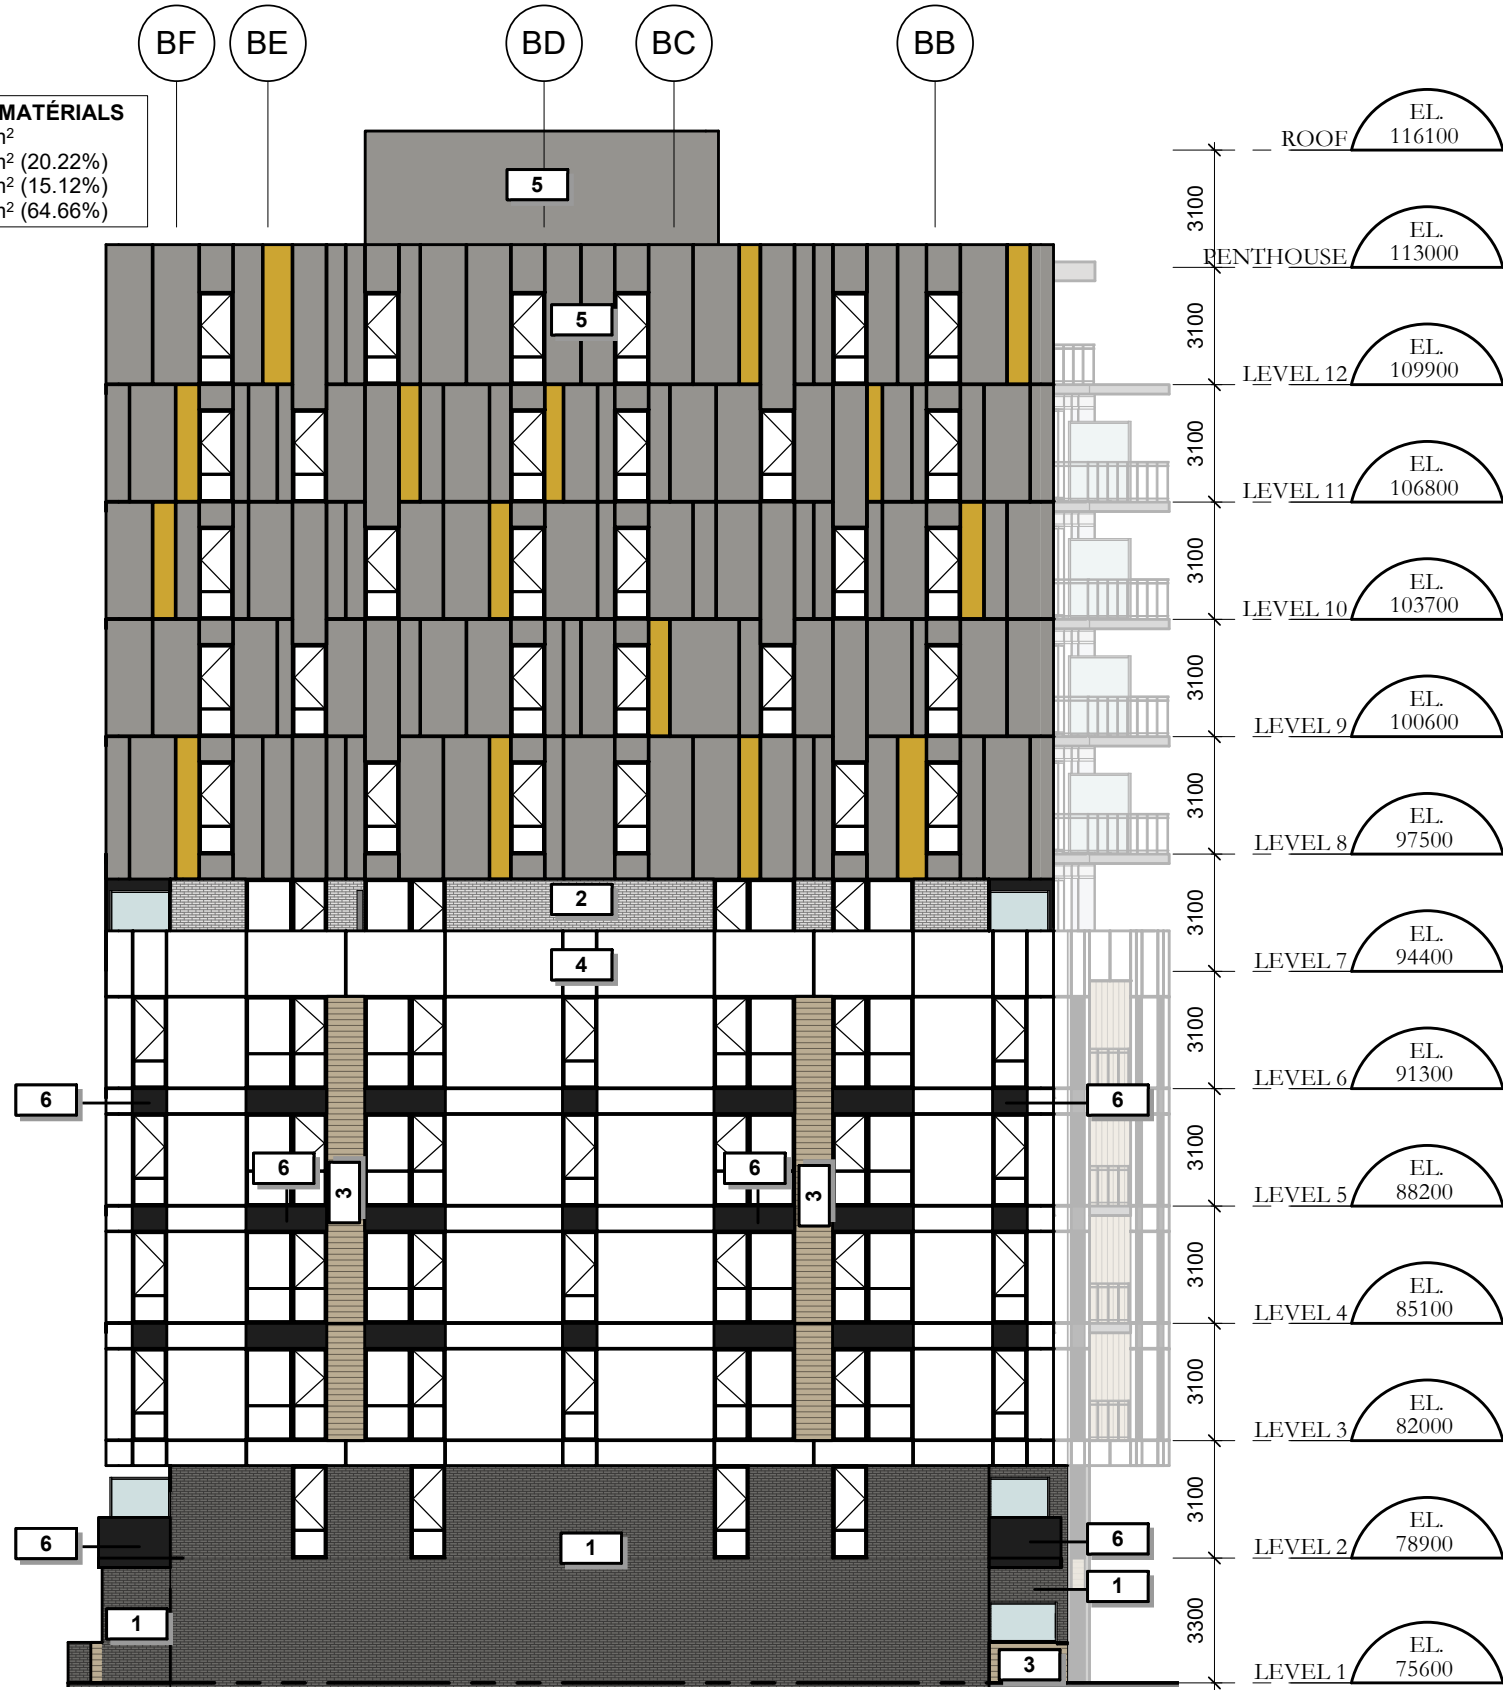 BF BE BD BC BB
MATÉRIALS
m²
m² (20.22%)
m² (15.12%)
m² (64.66%)
ROOF EL. 116100
3100
PENTHOUSE EL. 113000
3100
LEVEL 12 EL. 109900
3100
LEVEL 11 EL. 106800
3100
LEVEL 10 EL. 103700
3100
LEVEL 9 EL. 100600
3100
LEVEL 8 EL. 97500
3100
LEVEL 7 EL. 94400
3100
LEVEL 6 EL. 91300
3100
LEVEL 5 EL. 88200
3100
LEVEL 4 EL. 85100
3100
LEVEL 3 EL. 82000
3100
LEVEL 2 EL. 78900
3300
LEVEL 1 EL. 75600
5
5
2
4
6 6
6 6
3 3
6 1 6
1
1
3